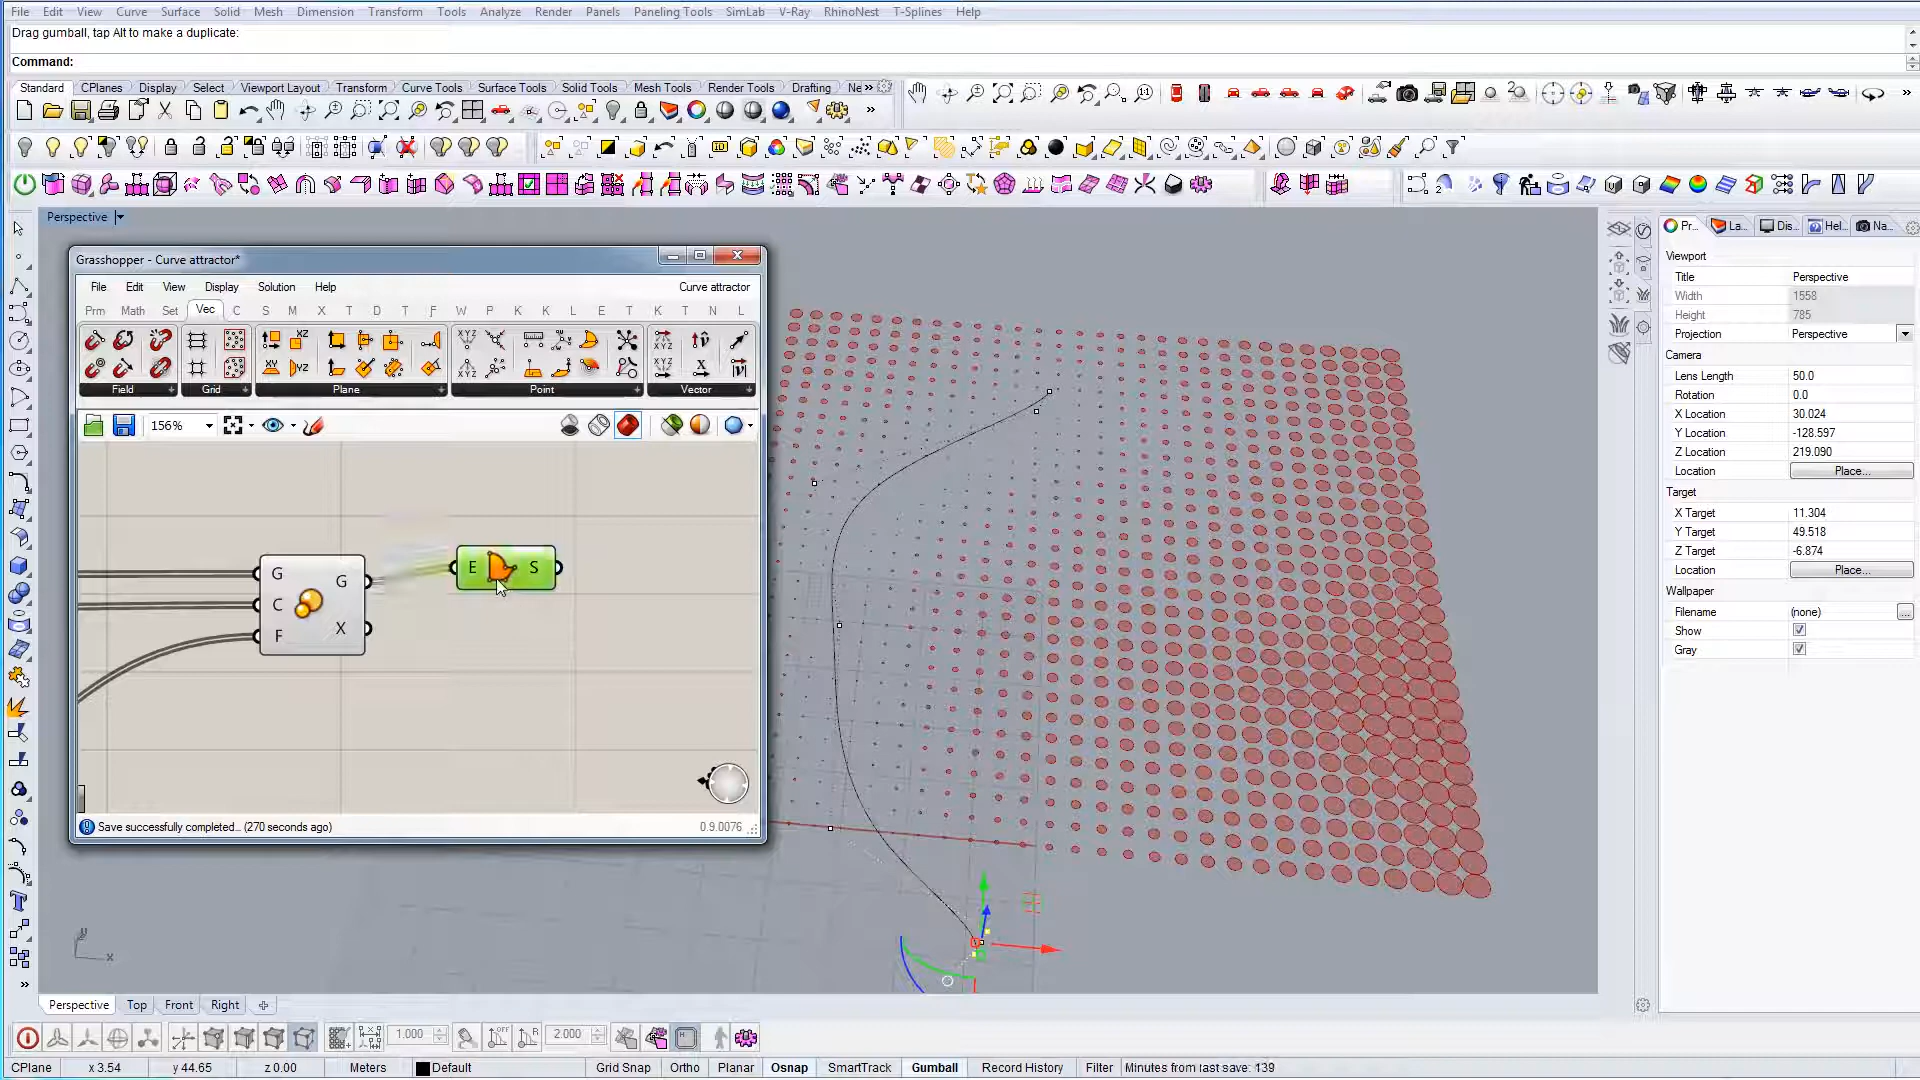 File Edit View Curve Surface Solid Mesh Dimension Transform Tools Analyze Render Panels Paneling Tools SimLab V-Ray RhinoNest T-Splines Help
Drag gumball, tap Alt to make a duplicate:
Command:
Standard CPlanes Display Select Viewport Layout Transform Curve Tools Surface Tools Solid Tools Mesh Tools Render Tools Drafting Ne »
Perspective
Grasshopper - Curve attractor*
File Edit View Display Solution Help Curve attractor
Prm Math Set Vec C S M X T D T F W P K K L E T K T N L
Field Grid Plane Point Vector
156%
G C F G X
E S
Save successfully completed... (270 seconds ago) 0.9.0076
y x
Pr... La... Dis... Hel... Na...
Viewport
Title Perspective
Width 1558
Height 785
Projection Perspective
Camera
Lens Length 50.0
Rotation 0.0
X Location 30.024
Y Location -128.597
Z Location 219.090
Location Place...
Target
X Target 11.304
Y Target 49.518
Z Target -6.874
Location Place...
Wallpaper
Filename (none) ...
Show
Gray
Perspective Top Front Right
1.000 2.000
CPlane x 3.54 y 44.65 z 0.00 Meters Default Grid Snap Ortho Planar Osnap SmartTrack Gumball Record History Filter Minutes from last save: 139